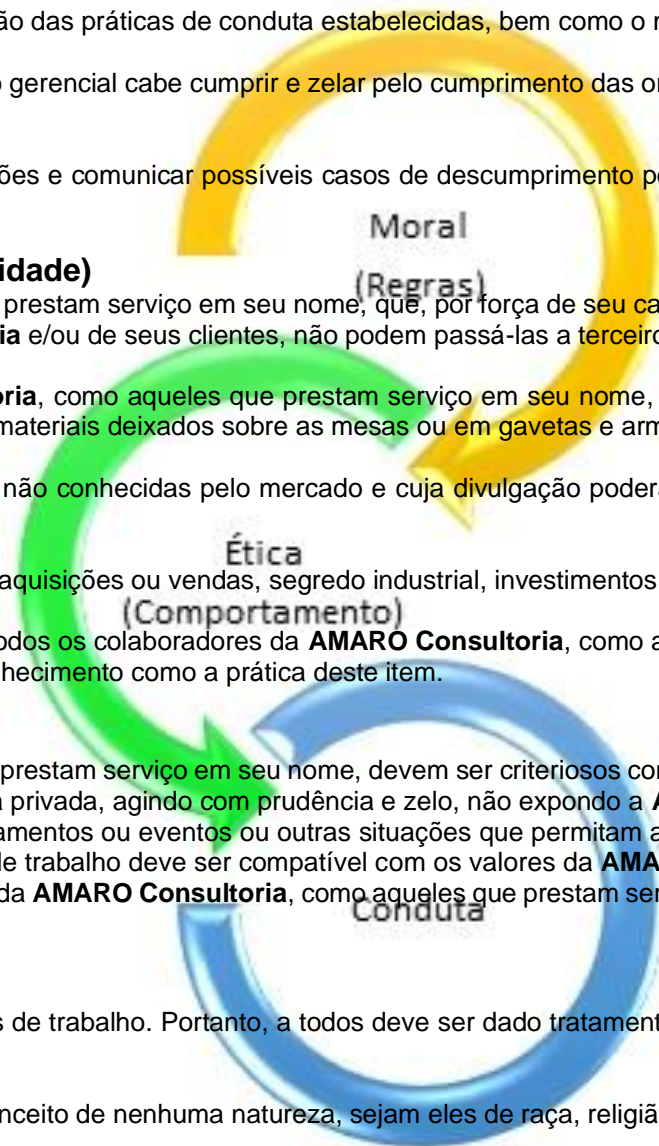 ão das práticas de conduta estabelecidas, bem como o r
gerencial cabe cumprir e zelar pelo cumprimento das
ões e comunicar possíveis casos de descumprimento
Moral
idade)
(Regras)
prestam serviço em seu nome, que, por força de seu ca
ia e/ou de seus clientes, não podem passá-las a terceiro
oria, como aqueles que prestam serviço em seu nome,
materiais deixados sobre as mesas ou em gavetas e arm
não conhecidas pelo mercado e cuja divulgação poder
Ética
aquisições ou vendas, segredo industrial, investimentos
(Comportamento)
odos os colaboradores da AMARO Consultoria, como a
hecimento como a prática deste item.
prestam serviço em seu nome, devem ser criteriosos co
a privada, agindo com prudência e zelo, não expondo a
amentos ou eventos ou outras situações que permitam a
de trabalho deve ser compatível com os valores da AMA
da AMARO Consultoria, como aqueles que prestam ser
Conduta
s de trabalho. Portanto, a todos deve ser dado tratament
nceito de nenhuma natureza, sejam eles de raça, religiã